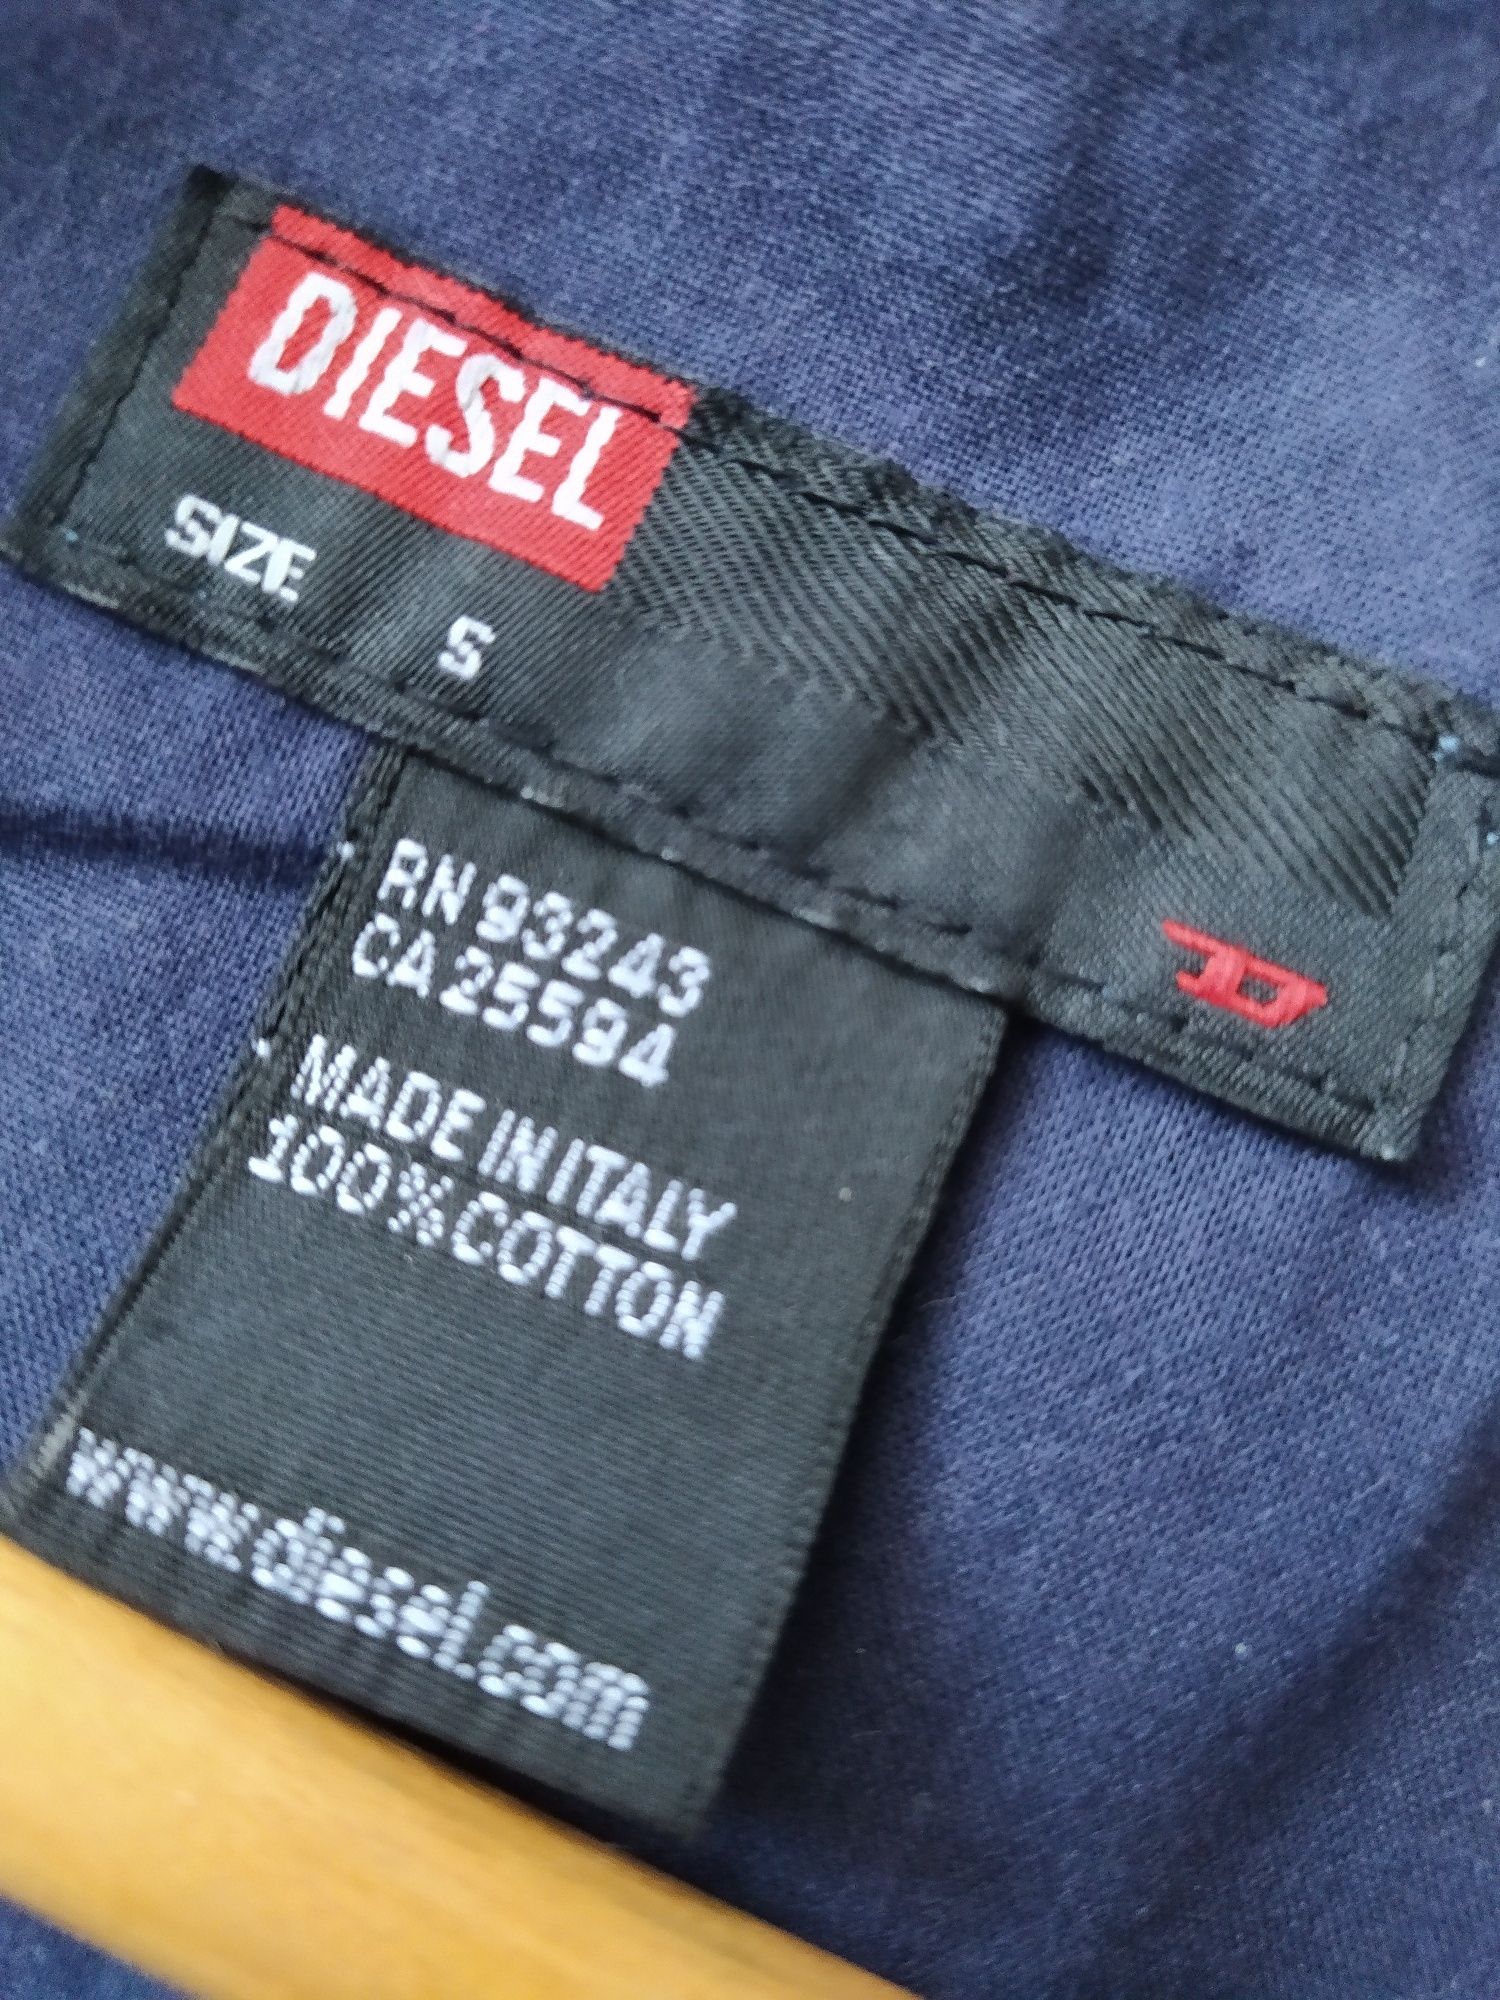 DIESEL
SIZE S
D
RN 93243
CA 25594
MADE IN ITALY
100% COTTON
www.diesel.com